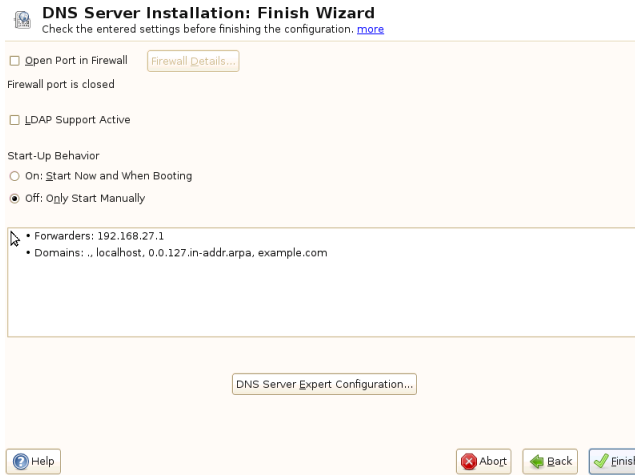 DNS Server Installation: Finish Wizard
Check the entered settings before finishing the configuration. more
Open Port in Firewall
Firewall Details...
Firewall port is closed
LDAP Support Active
Start-Up Behavior
On: Start Now and When Booting
Off: Only Start Manually
• Forwarders: 192.168.27.1
• Domains: ., localhost, 0.0.127.in-addr.arpa, example.com
DNS Server Expert Configuration...
Help
Abort
Back
Finish